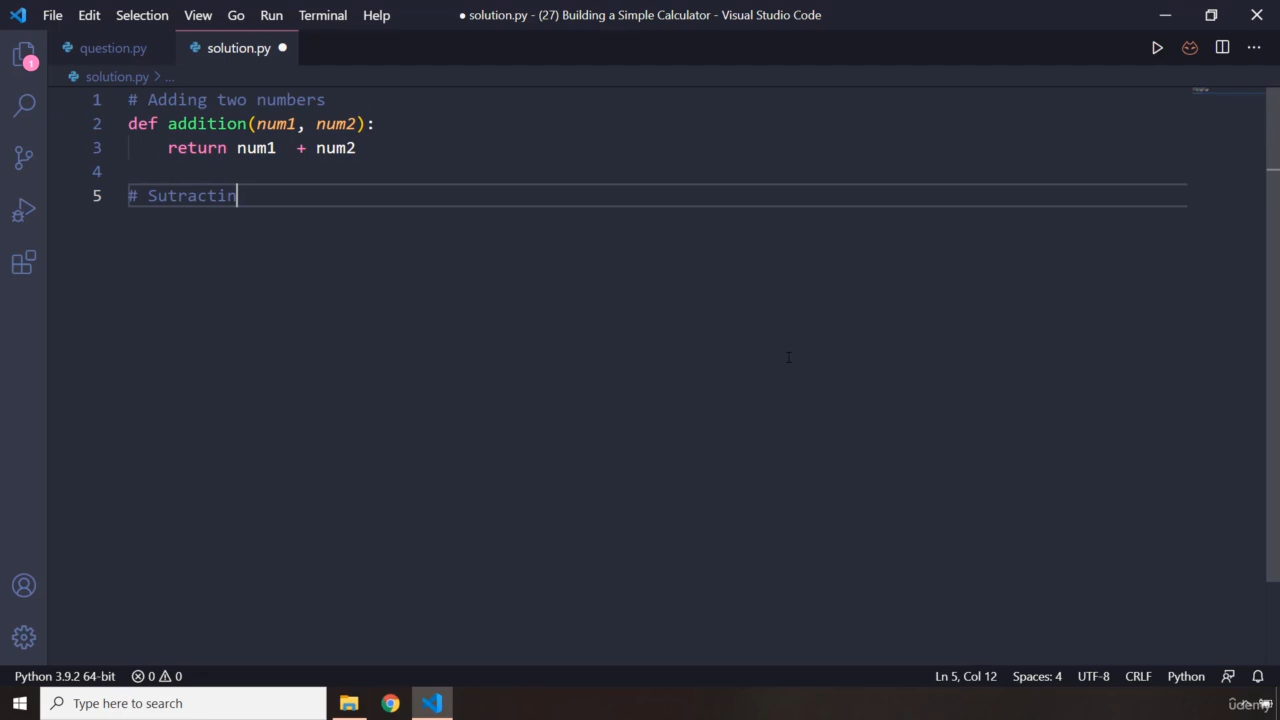 File Edit Selection View Go Run Terminal Help ● solution.py - (27) Building a Simple Calculator - Visual Studio Code
question.py solution.py ●
solution.py > ...
1 # Adding two numbers
2 def addition(num1, num2):
3     return num1  + num2
4
5 # Sutractin
1
Python 3.9.2 64-bit 0 0 Ln 5, Col 12 Spaces: 4 UTF-8 CRLF Python
Type here to search
Udemy